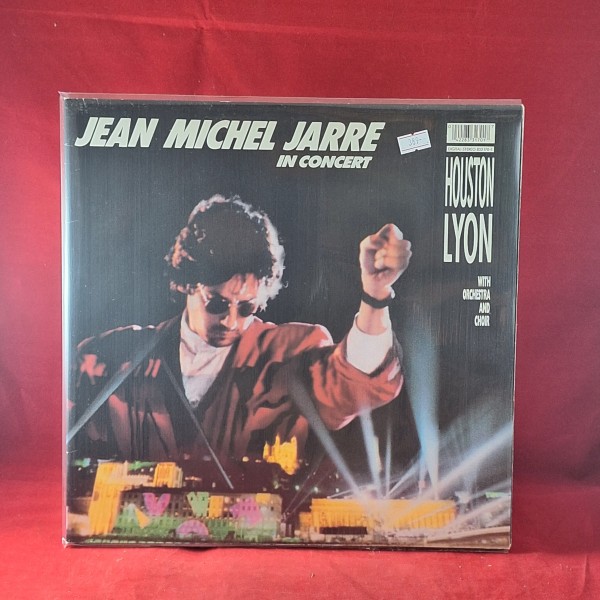 JEAN MICHEL JARRE
IN CONCERT
HOUSTON
LYON
WITH
ORCHESTRA
AND
CHOIR